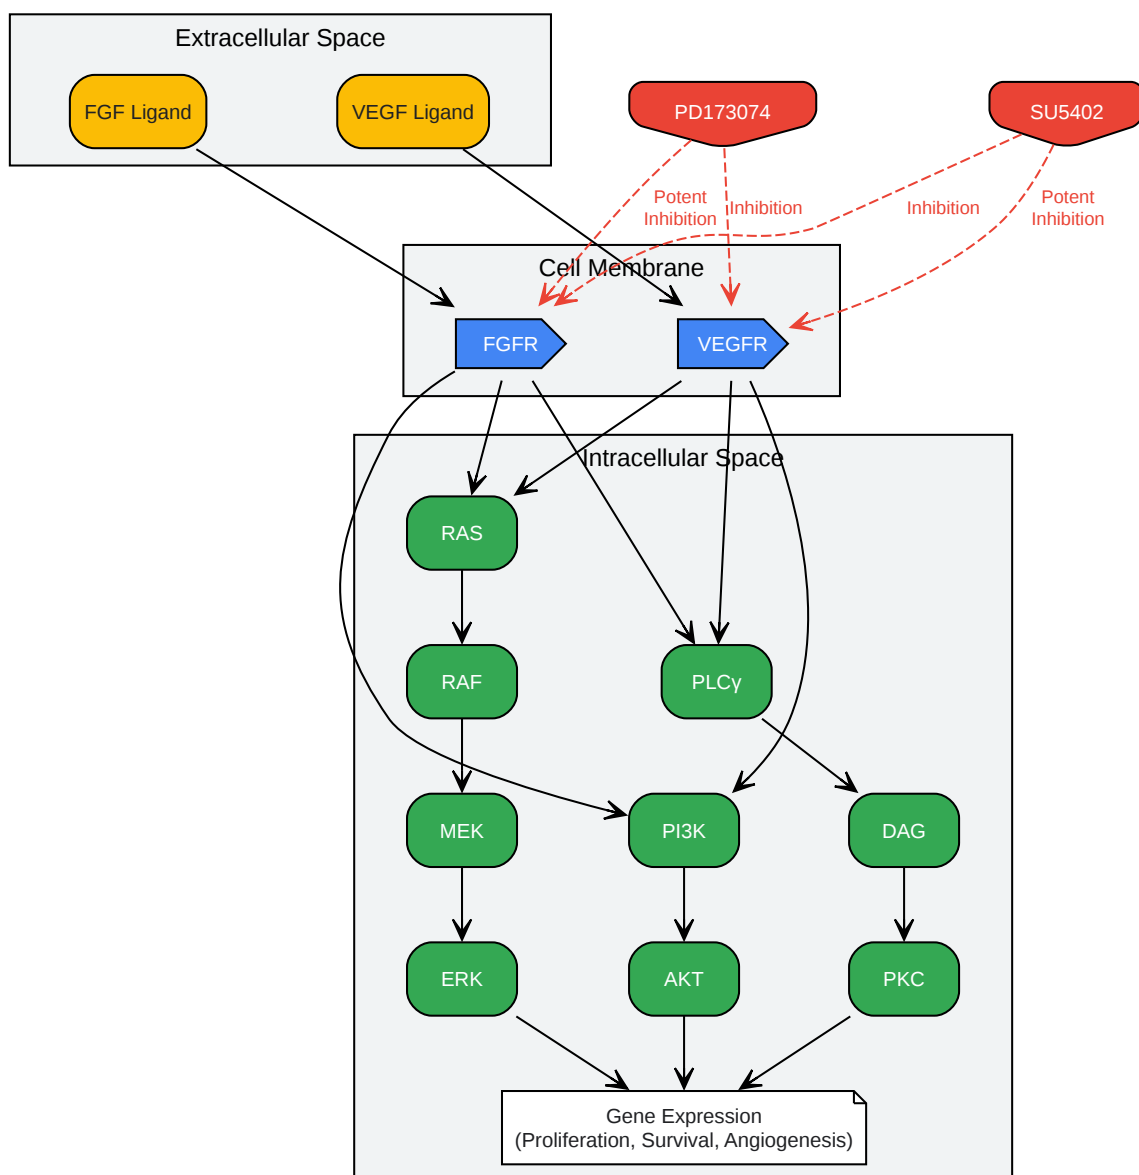 Extracellular Space
FGF Ligand
VEGF Ligand
PD173074
SU5402
Potent
Inhibition
Inhibition
Inhibition
Potent
Inhibition
Cell Membrane
FGFR
VEGFR
Intracellular Space
RAS
RAF
PLCγ
MEK
PI3K
DAG
ERK
AKT
PKC
Gene Expression
(Proliferation, Survival, Angiogenesis)